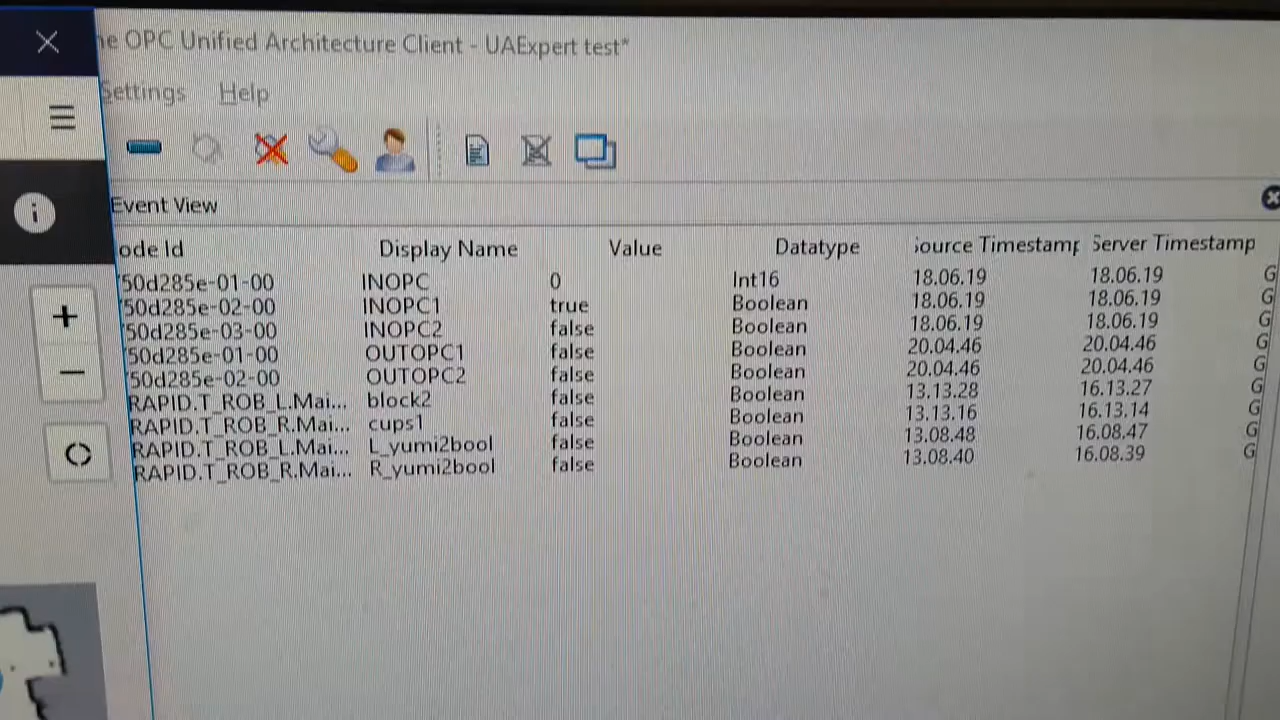 he OPC Unified Architecture Client - UAExpert test*
Settings Help
Event View
ode Id Display Name Value Datatype Source Timestamp Server Timestamp
50d285e-01-00 INOPC 0 Int16 18.06.19 18.06.19 G
50d285e-02-00 INOPC1 true Boolean 18.06.19 18.06.19 G
50d285e-03-00 INOPC2 false Boolean 18.06.19 18.06.19 G
50d285e-01-00 OUTOPC1 false Boolean 20.04.46 20.04.46 G
50d285e-02-00 OUTOPC2 false Boolean 20.04.46 20.04.46 G
RAPID.T_ROB_L.Mai... block2 false Boolean 13.13.28 16.13.27 G
RAPID.T_ROB_R.Mai... cups1 false Boolean 13.13.16 16.13.14 G
RAPID.T_ROB_L.Mai... L_yumi2bool false Boolean 13.08.48 16.08.47 G
RAPID.T_ROB_R.Mai... R_yumi2bool false Boolean 13.08.40 16.08.39 G